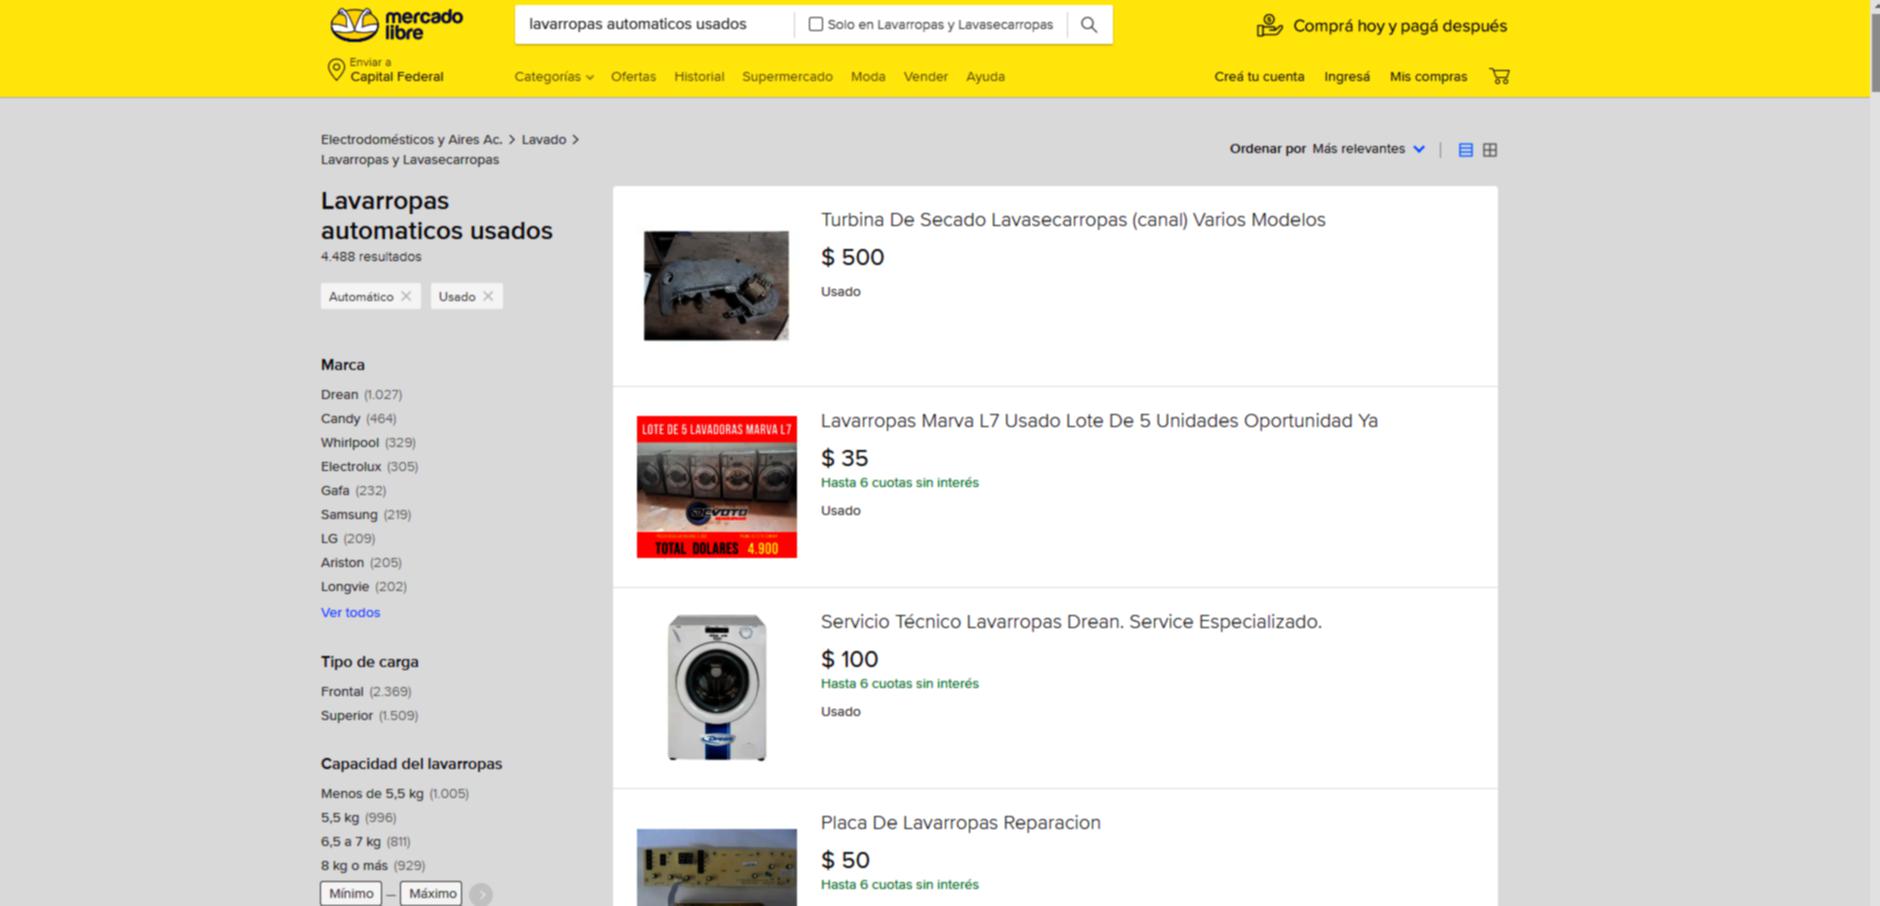 mercado
libre
lavarropas automaticos usados
Solo en Lavarropas y Lavasecarropas
Comprá hoy y pagá después
Enviar a
Capital Federal
Categorías
Ofertas
Historial
Supermercado
Moda
Vender
Ayuda
Creá tu cuenta
Ingresá
Mis compras
Electrodomésticos y Aires Ac. > Lavado >
Lavarropas y Lavasecarropas
Ordenar por Más relevantes
Lavarropas
automaticos usados
4.488 resultados
Automático
Usado
Marca
Drean (1.027)
Candy (464)
Whirlpool (329)
Electrolux (305)
Gafa (232)
Samsung (219)
LG (209)
Ariston (205)
Longvie (202)
Ver todos
Tipo de carga
Frontal (2.369)
Superior (1.509)
Capacidad del lavarropas
Menos de 5,5 kg (1.005)
5,5 kg (996)
6,5 a 7 kg (811)
8 kg o más (929)
Mínimo – Máximo
Turbina De Secado Lavasecarropas (canal) Varios Modelos
$ 500
Usado
LOTE DE 5 LAVADORAS MARVA L7
TOTAL DOLARES 4.900
Lavarropas Marva L7 Usado Lote De 5 Unidades Oportunidad Ya
$ 35
Hasta 6 cuotas sin interés
Usado
Drean
Servicio Técnico Lavarropas Drean. Service Especializado.
$ 100
Hasta 6 cuotas sin interés
Usado
Placa De Lavarropas Reparacion
$ 50
Hasta 6 cuotas sin interés